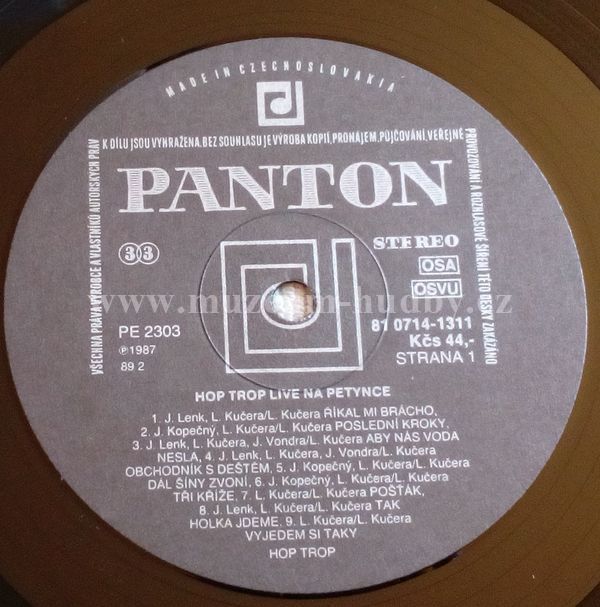 MADE IN CZECHOSLOVAKIA
VŠECHNA PRÁVA VÝROBCE A VLASTNÍKŮ AUTORSKÝCH PRÁV
K DÍLU JSOU VYHRAŽENA. BEZ SOUHLASU JE VÝROBA KOPIÍ, PRONÁJEM, PŮJČOVÁNÍ, VEŘEJNÉ
PROVOZOVÁNÍ A ROZHLASOVÉ ŠÍŘENÍ TÉTO DESKY ZAKÁZÁNO
PANTON
33
STEREO
OSA
OSVU
www.muzeum-hudby.cz
PE 2303
℗1987
89 2
81 0714-1311
Kčs 44,-
STRANA 1
HOP TROP LIVE NA PETYNCE
1. J. Lenk, L. Kučera/L. Kučera ŘÍKAL MI BRÁCHO,
2. J. Kopečný, L. Kučera/L. Kučera POSLEDNÍ KROKY,
3. J. Lenk, L. Kučera, J. Vondra/L. Kučera ABY NÁS VODA
NESLA, 4. J. Lenk, L. Kučera, J. Vondra/L. Kučera
OBCHODNÍK S DEŠTĚM, 5. J. Kopečný, L. Kučera/L. Kučera
DÁL ŠÍNY ZVONÍ, 6. J. Kopečný, L. Kučera/L. Kučera
TŘI KŘÍŽE, 7. L. Kučera/L. Kučera POŠŤÁK,
8. J. Lenk, L. Kučera/L. Kučera TAK
HOLKA JDEME. 9. L. Kučera/L. Kučera
VYJEDEM SI TAKY
HOP TROP